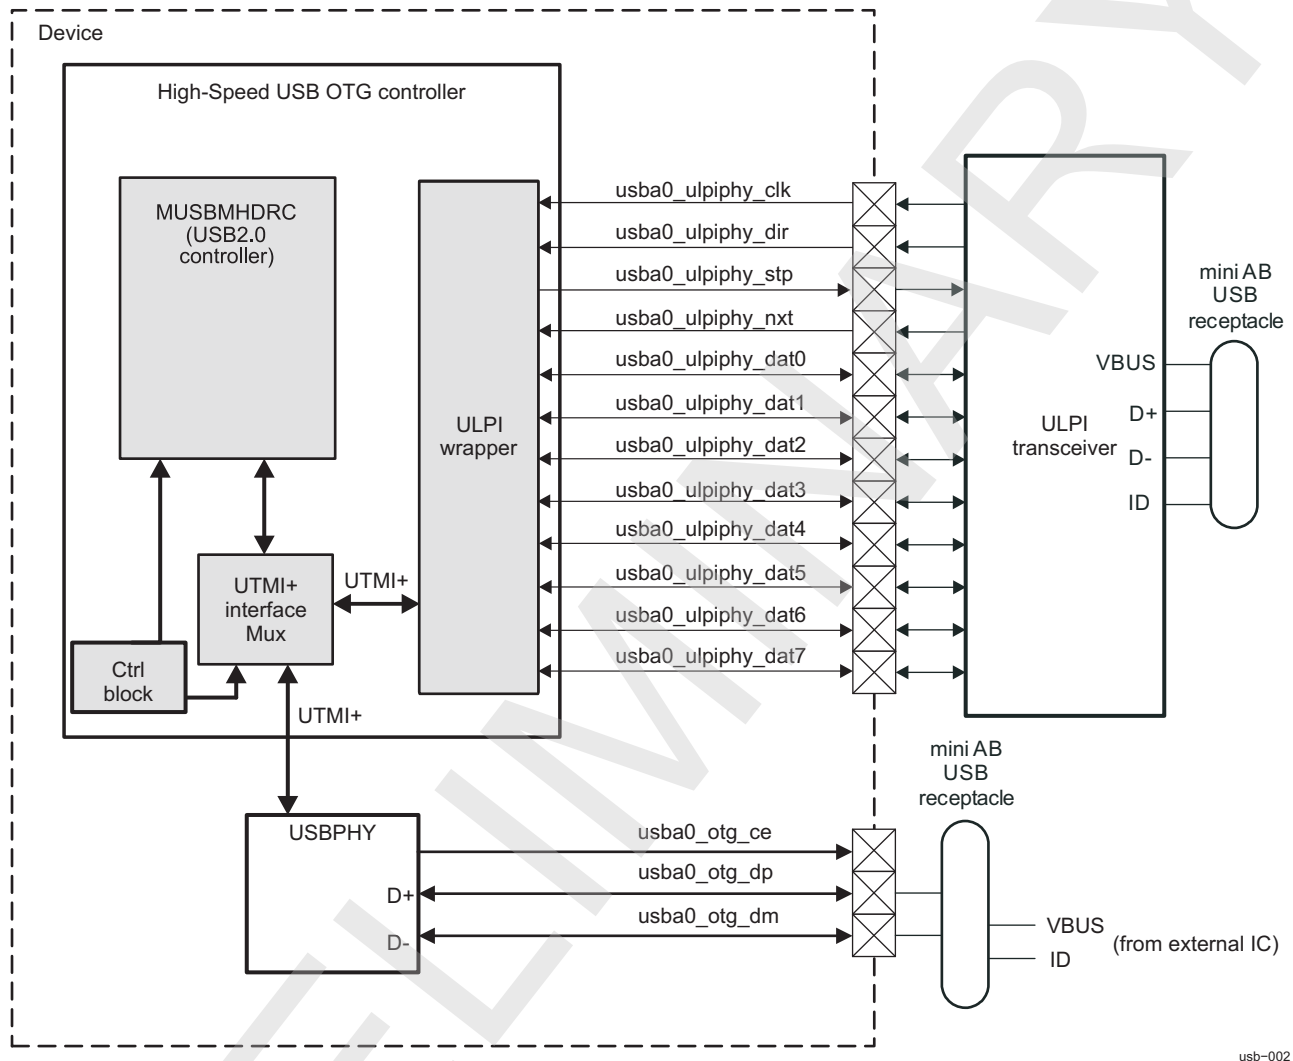 Device
High-Speed USB OTG controller
MUSBMHDRC
(USB2.0
controller)
UTMI+
interface
Mux
Ctrl
block
UTMI+
UTMI+
ULPI
wrapper
usba0_ulpiphy_clk
usba0_ulpiphy_dir
usba0_ulpiphy_stp
usba0_ulpiphy_nxt
usba0_ulpiphy_dat0
usba0_ulpiphy_dat1
usba0_ulpiphy_dat2
usba0_ulpiphy_dat3
usba0_ulpiphy_dat4
usba0_ulpiphy_dat5
usba0_ulpiphy_dat6
usba0_ulpiphy_dat7
ULPI
transceiver
VBUS
D+
D-
ID
mini AB
USB
receptacle
USBPHY
D+
D-
usba0_otg_ce
usba0_otg_dp
usba0_otg_dm
mini AB
USB
receptacle
VBUS
ID
(from external IC)
usb-002
ELIMINARY